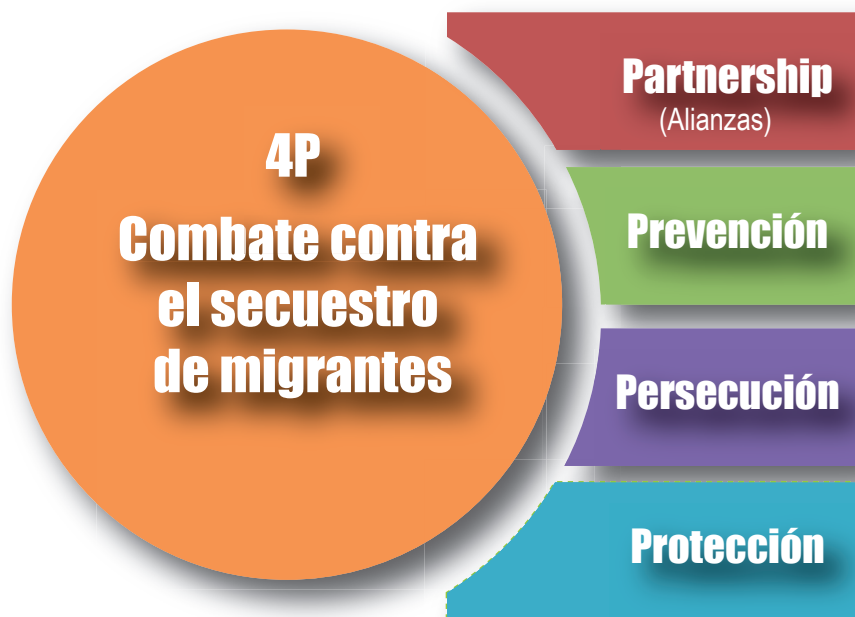 4P
Combate contra
el secuestro
de migrantes
Partnership
(Alianzas)
Prevención
Persecución
Protección